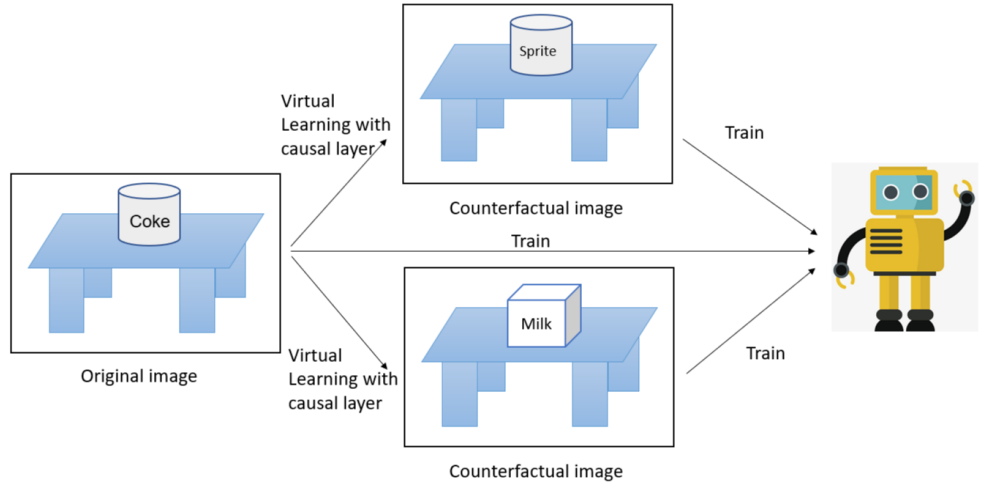 Sprite
Virtual
Learning with
causal layer
Train
Counterfactual image
Coke
Train
Original image
Milk
Virtual
Learning with
causal layer
Train
Counterfactual image